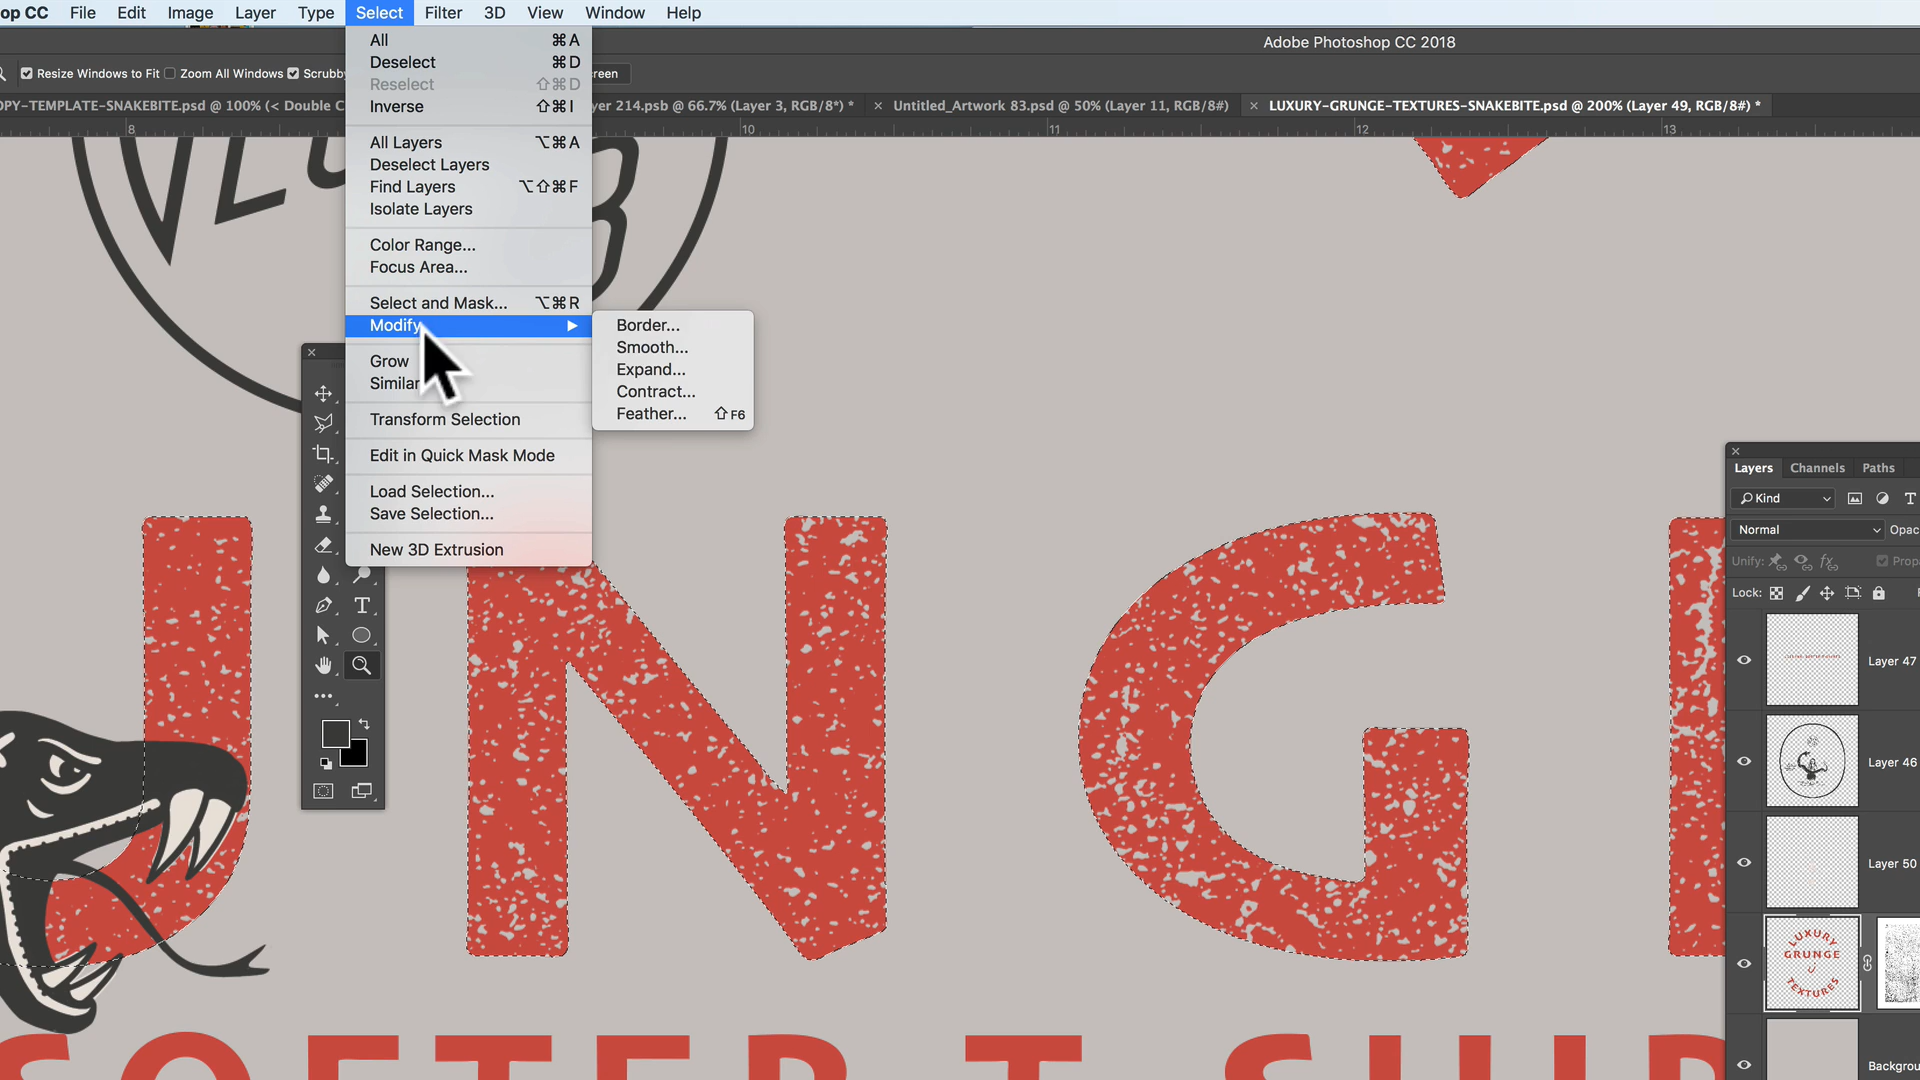 op CC File Edit Image Layer Type Select Filter 3D View Window Help
Adobe Photoshop CC 2018
Resize Windows to Fit Zoom All Windows Scrubby reen
OPY-TEMPLATE-SNAKEBITE.psd @ 100% (< Double C yer 214.psb @ 66.7% (Layer 3, RGB/8*) * Untitled_Artwork 83.psd @ 50% (Layer 11, RGB/8#) LUXURY-GRUNGE-TEXTURES-SNAKEBITE.psd @ 200% (Layer 49, RGB/8#) *
8 10 11 12 13
All ⌘A
Deselect ⌘D
Reselect ⇧⌘D
Inverse ⇧⌘I
All Layers ⌥⌘A
Deselect Layers
Find Layers ⌥⇧⌘F
Isolate Layers
Color Range...
Focus Area...
Select and Mask... ⌥⌘R
Modify
Grow
Similar
Transform Selection
Edit in Quick Mask Mode
Load Selection...
Save Selection...
New 3D Extrusion
Border...
Smooth...
Expand...
Contract...
Feather... ⇧F6
UNG
SOFTER T-SHIR
Layers Channels Paths
Kind
Normal Opac
Unify: Propa
Lock: F
Layer 47
Layer 46
Layer 50
LUXURY
GRUNGE
TEXTURES
Backgrou